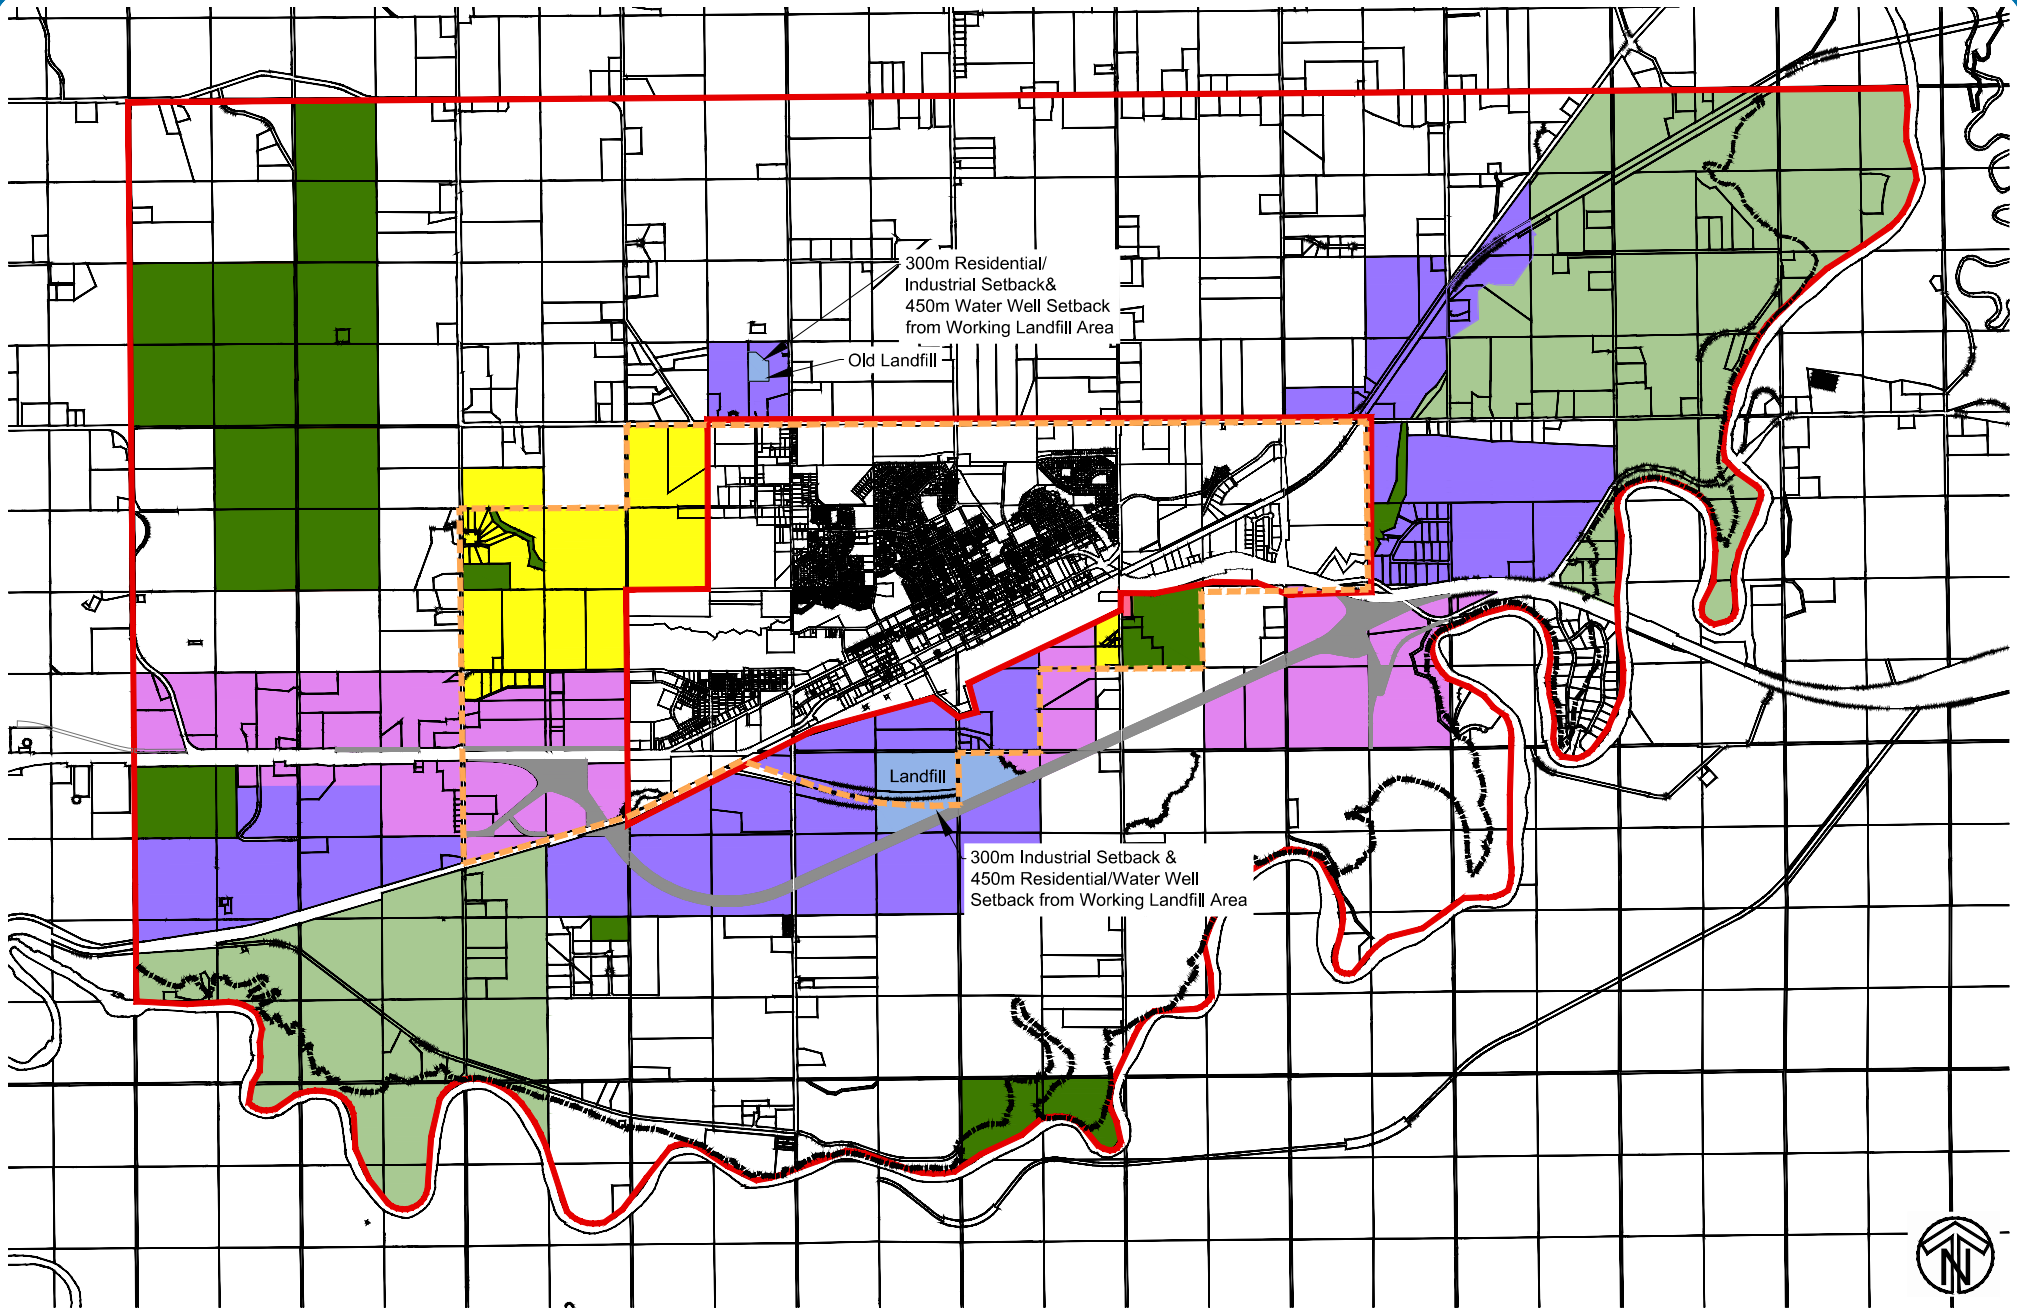 300m Residential/
Industrial Setback&
450m Water Well Setback
from Working Landfill Area
Old Landfill
Landfill
300m Industrial Setback &
450m Residential/Water Well
Setback from Working Landfill Area
N